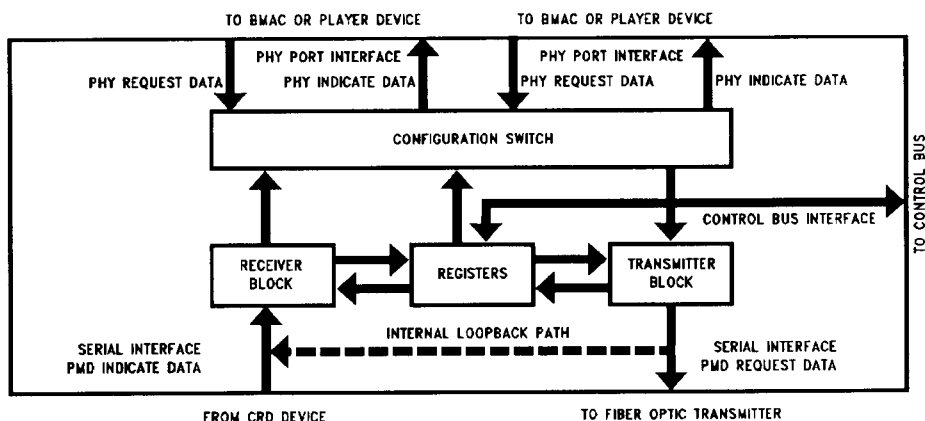 TO BMAC OR PLAYER DEVICE
TO BMAC OR PLAYER DEVICE
PHY PORT INTERFACE
PHY PORT INTERFACE
PHY REQUEST DATA
PHY INDICATE DATA
PHY REQUEST DATA
PHY INDICATE DATA
CONFIGURATION SWITCH
TO CONTROL BUS
CONTROL BUS INTERFACE
RECEIVER
BLOCK
REGISTERS
TRANSMITTER
BLOCK
INTERNAL LOOPBACK PATH
SERIAL INTERFACE
PMD INDICATE DATA
SERIAL INTERFACE
PMD REQUEST DATA
FROM CRD DEVICE
TO FIBER OPTIC TRANSMITTER